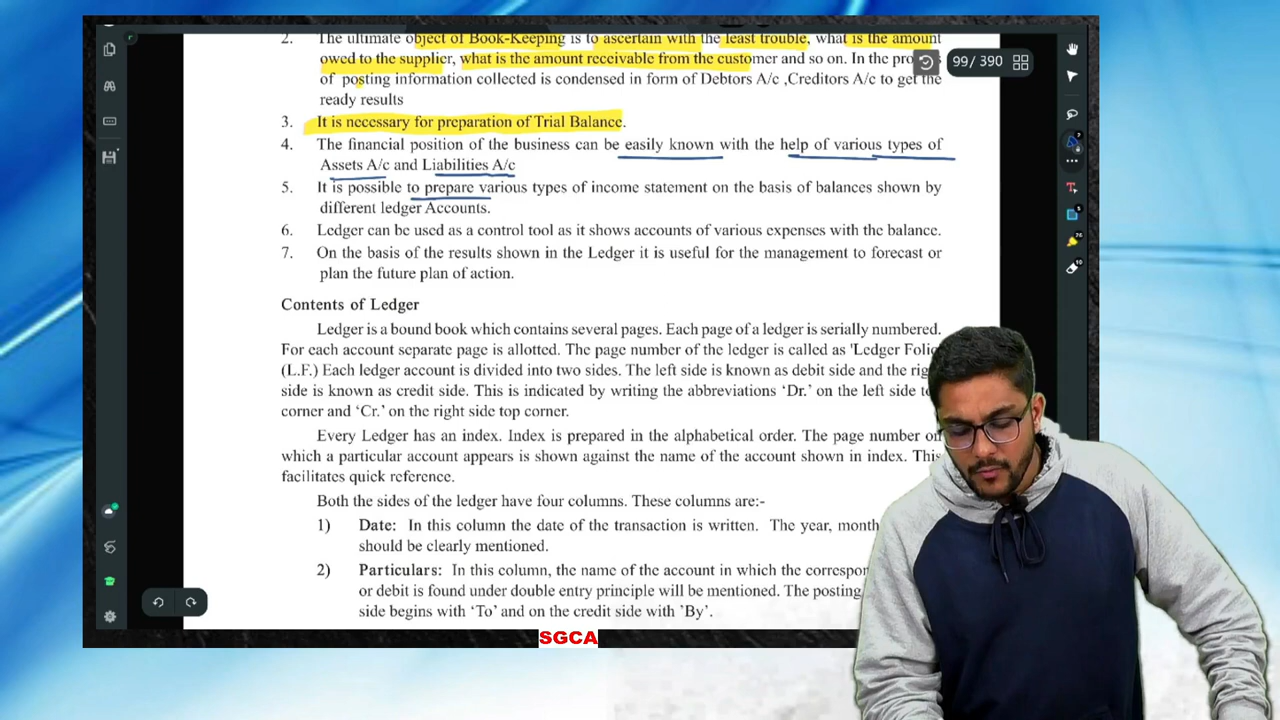 2. The ultimate object of Book-Keeping is to ascertain with the least trouble, what is the amount
owed to the supplier, what is the amount receivable from the customer and so on. In the
99/390
of posting information collected is condensed in form of Debtors A/c ,Creditors A/c to get the
ready results
3. It is necessary for preparation of Trial Balance.
4. The financial position of the business can be easily known with the help of various types of
Assets A/c and Liabilities A/c
5. It is possible to prepare various types of income statement on the basis of balances shown by
different ledger Accounts.
6. Ledger can be used as a control tool as it shows accounts of various expenses with the balance.
7. On the basis of the results shown in the Ledger it is useful for the management to forecast or
plan the future plan of action.
Contents of Ledger
Ledger is a bound book which contains several pages. Each page of a ledger is serially numbered.
For each account separate page is allotted. The page number of the ledger is called as 'Ledger Folio
(L.F.) Each ledger account is divided into two sides. The left side is known as debit side and the
side is known as credit side. This is indicated by writing the abbreviations ‘Dr.’ on the left side
corner and ‘Cr.’ on the right side top corner.
Every Ledger has an index. Index is prepared in the alphabetical order. The page number on
which a particular account appears is shown against the name of the account shown in index. This
facilitates quick reference.
Both the sides of the ledger have four columns. These columns are:-
1) Date: In this column the date of the transaction is written. The year, month
should be clearly mentioned.
2) Particulars: In this column, the name of the account in which the
or debit is found under double entry principle will be mentioned. The posting
side begins with ‘To’ and on the credit side with ’By’.
SGCA